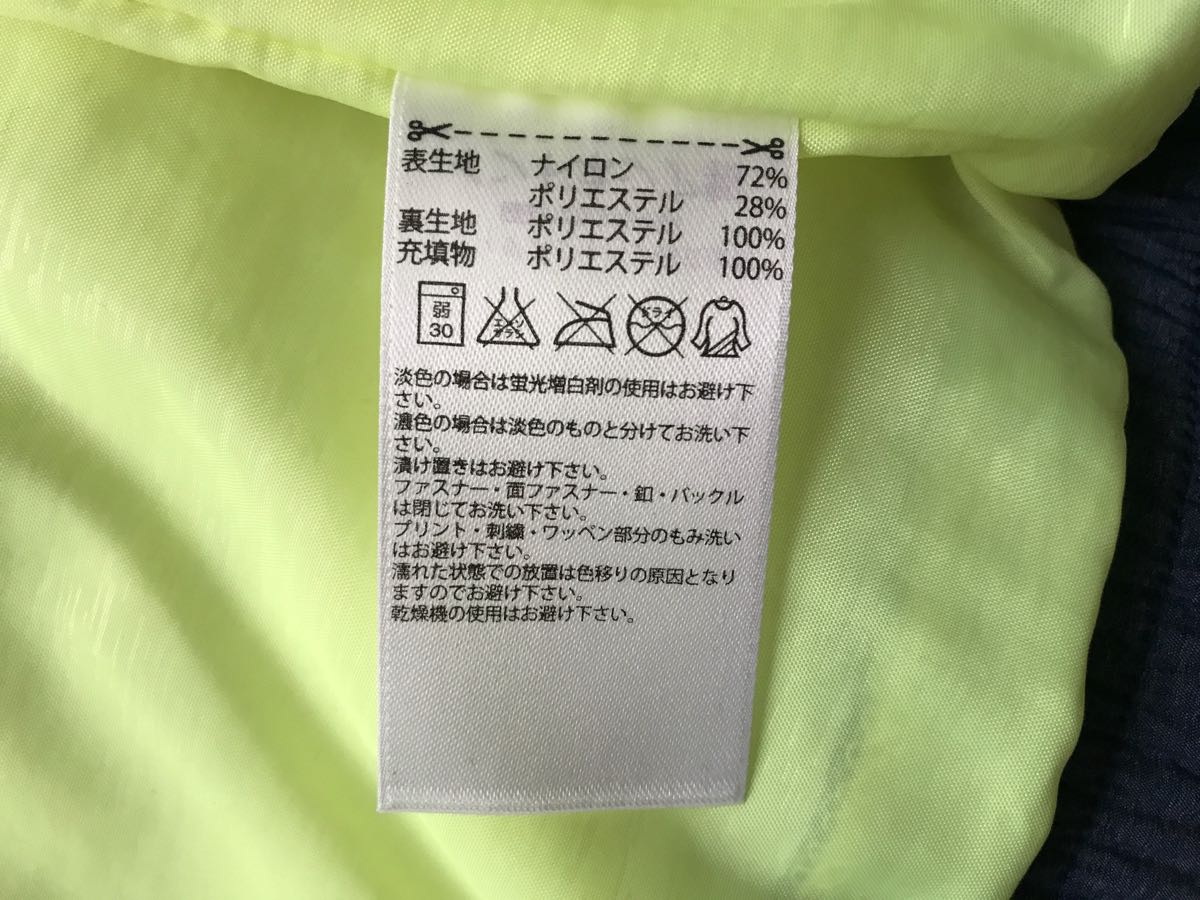 表生地 ナイロン 72%
ポリエステル 28%
裏生地 ポリエステル 100%
充填物 ポリエステル 100%
弱 30 エンソ サラシ ドライ
淡色の場合は蛍光増白剤の使用はお避け下
さい。
濃色の場合は淡色のものと分けてお洗い下
さい。
漬け置きはお避け下さい。
ファスナー・面ファスナー・釦・バックル
は閉じてお洗い下さい。
プリント・刺繍・ワッペン部分のもみ洗い
はお避け下さい。
濡れた状態での放置は色移りの原因となり
ますのでお避け下さい。
乾燥機の使用はお避け下さい。